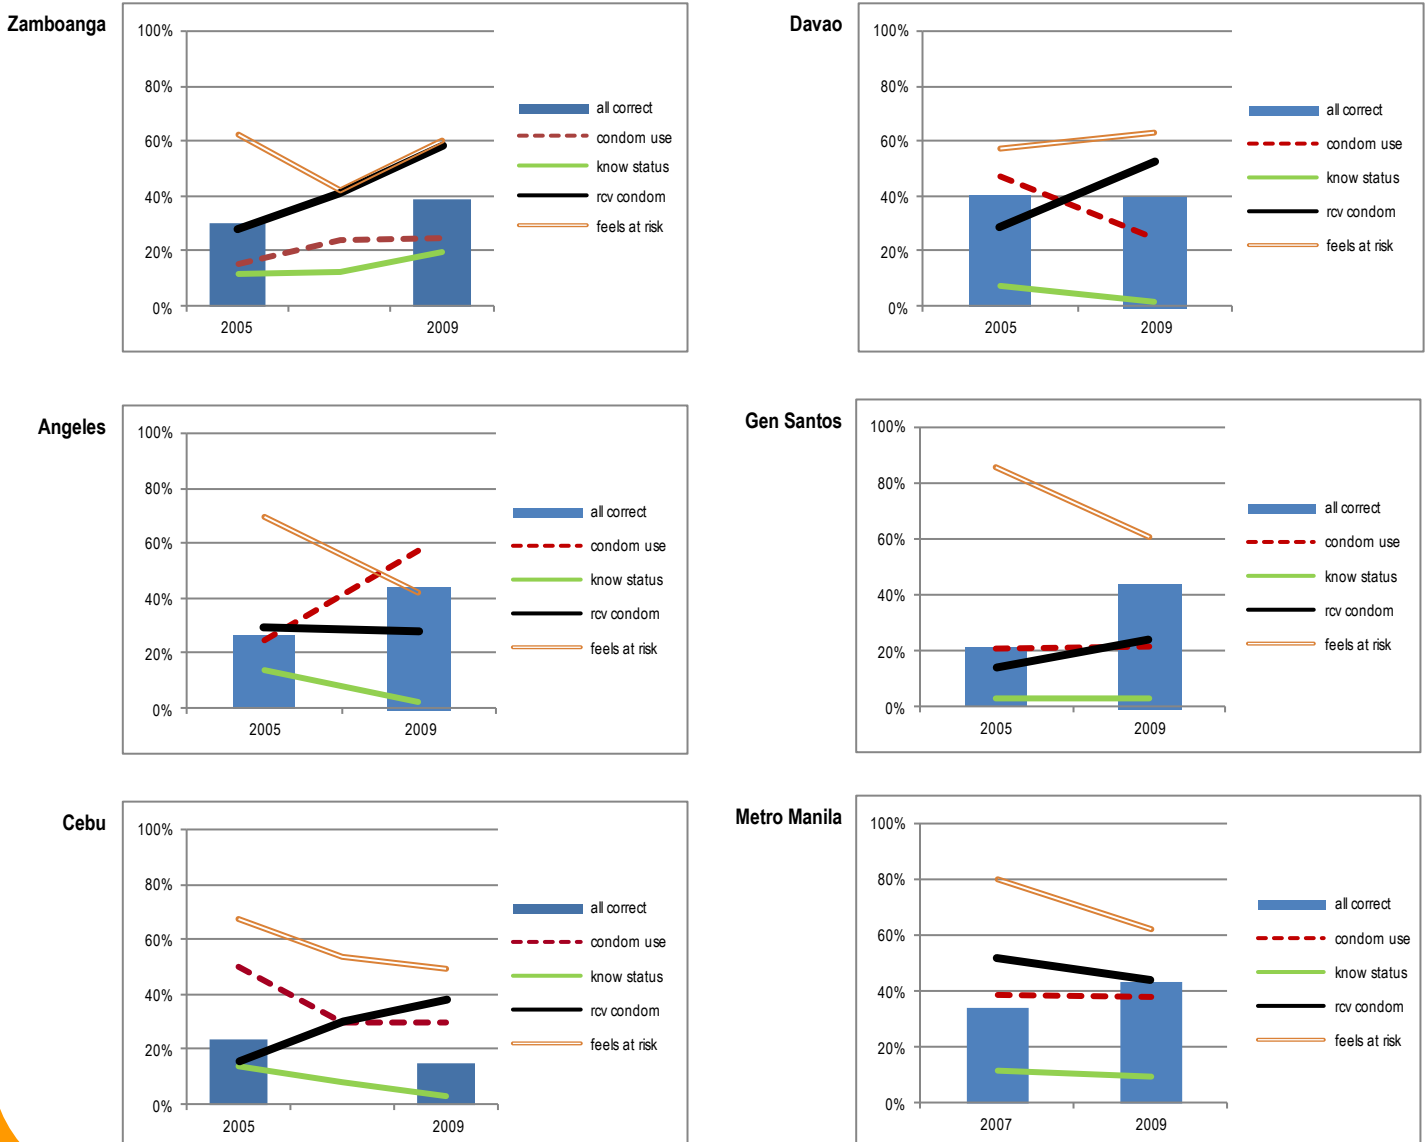 Zamboanga
100%
80%
60%
40%
20%
0%
2005
2009
all correct
condom use
know status
rcv condom
feels at risk
Davao
100%
80%
60%
40%
20%
0%
2005
2009
all correct
condom use
know status
rcv condom
feels at risk
Angeles
100%
80%
60%
40%
20%
0%
2005
2009
all correct
condom use
know status
rcv condom
feels at risk
Gen Santos
100%
80%
60%
40%
20%
0%
2005
2009
all correct
condom use
know status
rcv condom
feels at risk
Cebu
100%
80%
60%
40%
20%
0%
2005
2009
all correct
condom use
know status
rcv condom
feels at risk
Metro Manila
100%
80%
60%
40%
20%
0%
2007
2009
all correct
condom use
know status
rcv condom
feels at risk